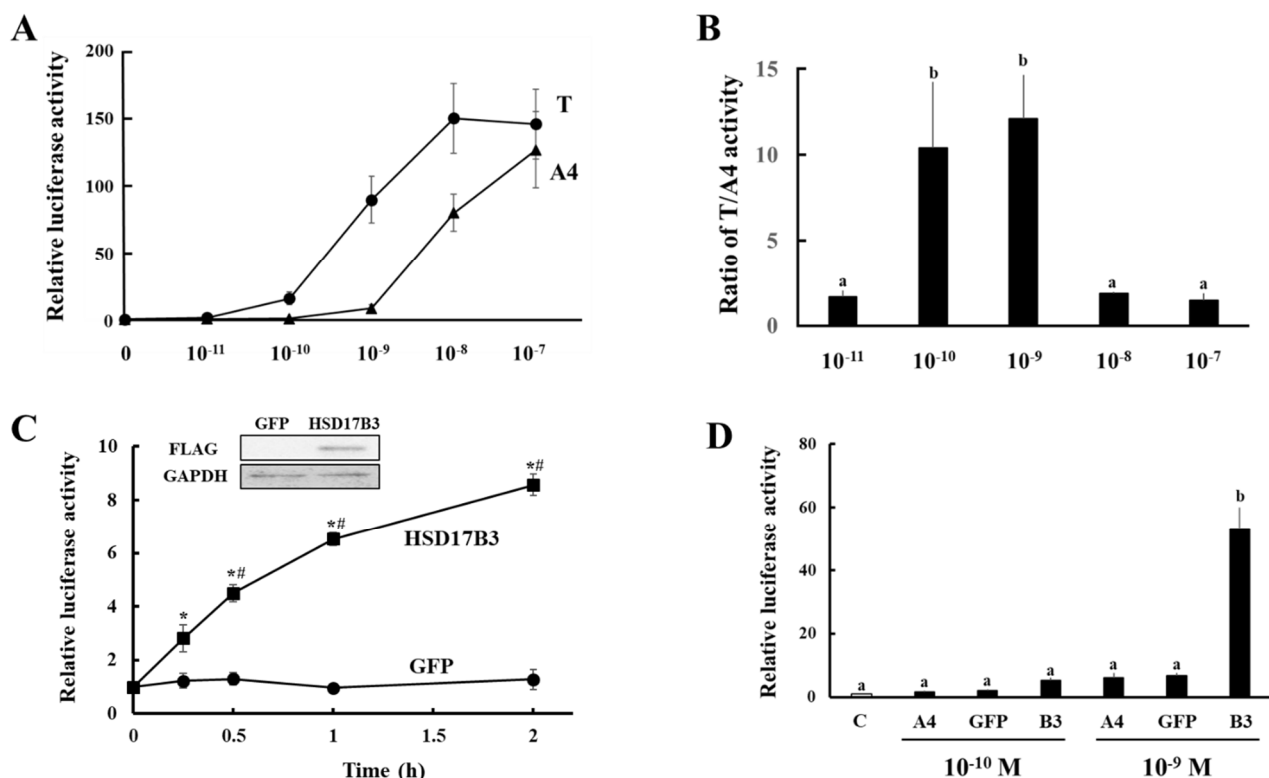 A
Relative luciferase activity
200
150
100
50
0
T
A4
0 10⁻¹¹ 10⁻¹⁰ 10⁻⁹ 10⁻⁸ 10⁻⁷
B
Ratio of T/A4 activity
15
10
5
0
a b b a a
10⁻¹¹ 10⁻¹⁰ 10⁻⁹ 10⁻⁸ 10⁻⁷
C
GFP HSD17B3
FLAG
GAPDH
Relative luciferase activity
10
8
6
4
2
0
* *# *# *#
HSD17B3
GFP
0 0.5 1 1.5 2
Time (h)
D
Relative luciferase activity
80
60
40
20
0
a a a a a a b
C A4 GFP B3 A4 GFP B3
10⁻¹⁰ M 10⁻⁹ M